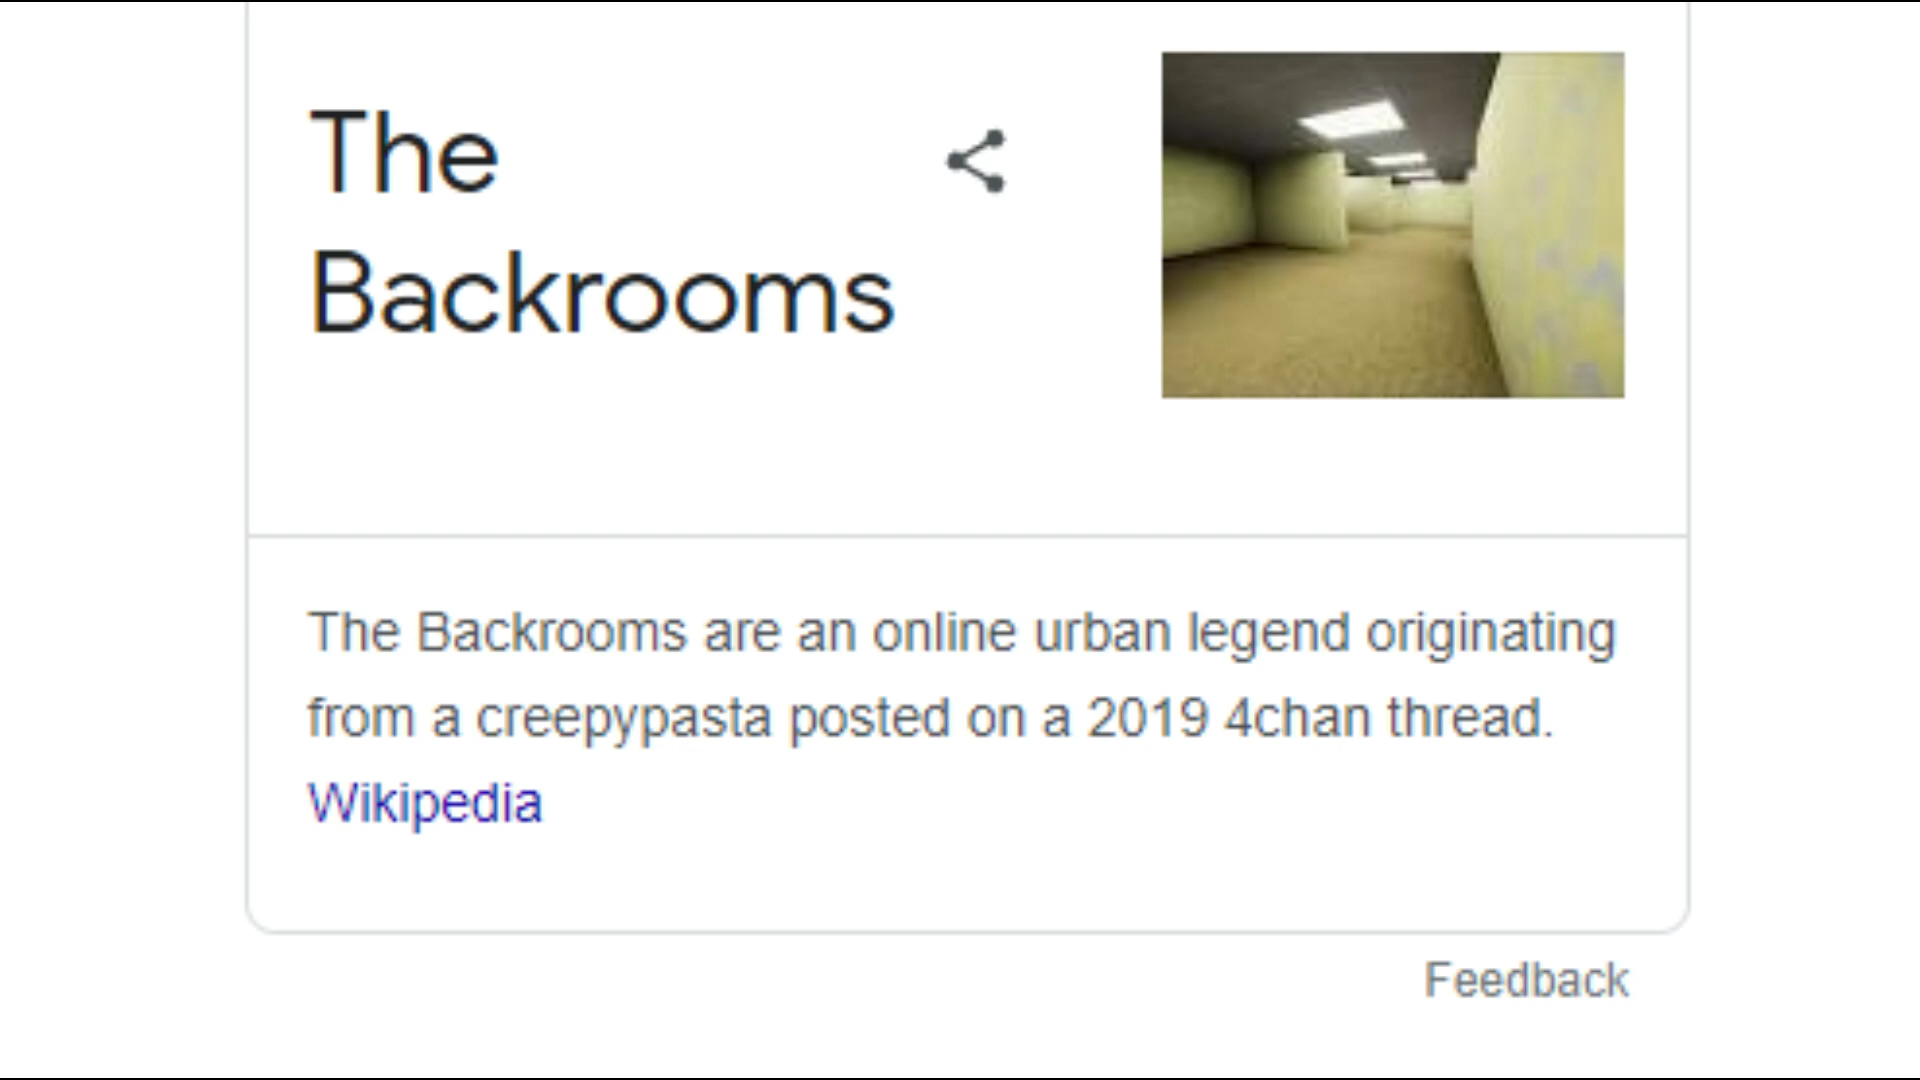 The
Backrooms
The Backrooms are an online urban legend originating
from a creepypasta posted on a 2019 4chan thread.
Wikipedia
Feedback